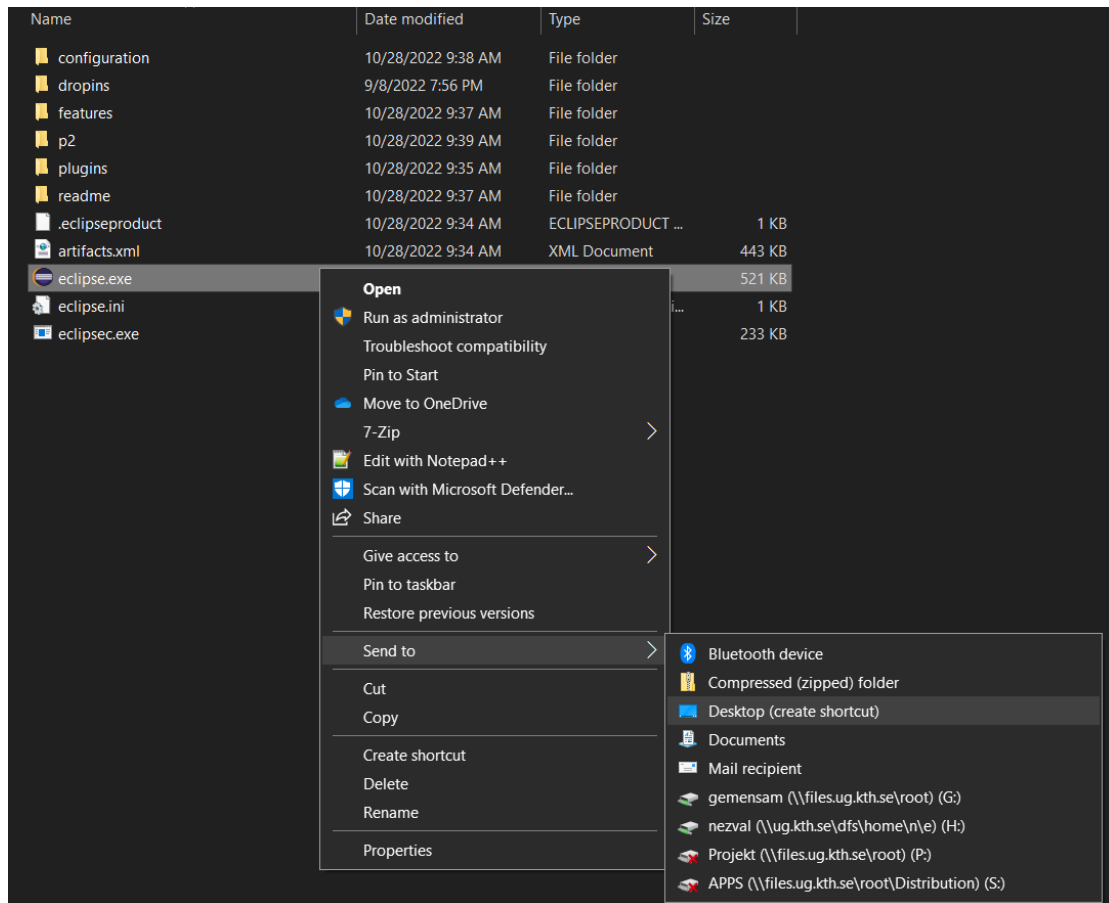 Name Date modified Type Size
configuration 10/28/2022 9:38 AM File folder
dropins 9/8/2022 7:56 PM File folder
features 10/28/2022 9:37 AM File folder
p2 10/28/2022 9:39 AM File folder
plugins 10/28/2022 9:35 AM File folder
readme 10/28/2022 9:37 AM File folder
.eclipseproduct 10/28/2022 9:34 AM ECLIPSEPRODUCT ... 1 KB
artifacts.xml 10/28/2022 9:34 AM XML Document 443 KB
eclipse.exe 521 KB
eclipse.ini i... 1 KB
eclipsec.exe 233 KB
Open
Run as administrator
Troubleshoot compatibility
Pin to Start
Move to OneDrive
7-Zip
Edit with Notepad++
Scan with Microsoft Defender...
Share
Give access to
Pin to taskbar
Restore previous versions
Send to
Cut
Copy
Create shortcut
Delete
Rename
Properties
Bluetooth device
Compressed (zipped) folder
Desktop (create shortcut)
Documents
Mail recipient
gemensam (\\files.ug.kth.se\root) (G:)
nezval (\\ug.kth.se\dfs\home\n\e) (H:)
Projekt (\\files.ug.kth.se\root) (P:)
APPS (\\files.ug.kth.se\root\Distribution) (S:)